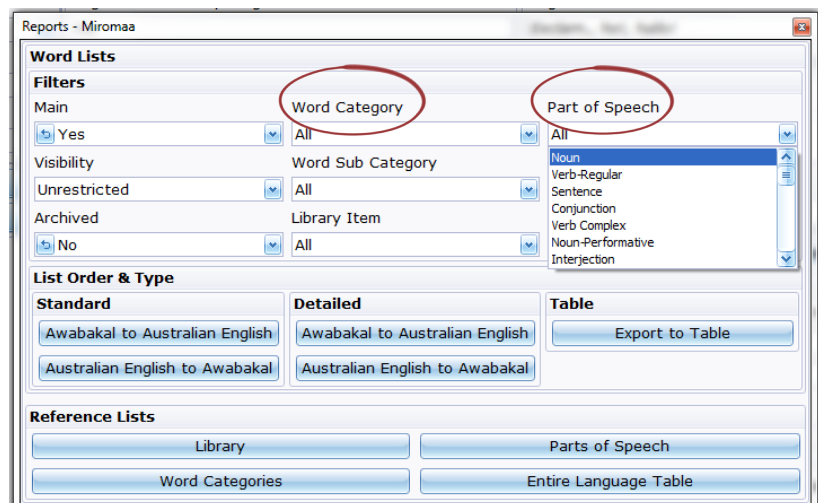 Reports - Miromaa
Word Lists
Filters
Main Word Category Part of Speech
Yes All All
Visibility Word Sub Category
Unrestricted All
Archived Library Item
No All
Noun
Verb-Regular
Sentence
Conjunction
Verb Complex
Noun-Performative
Interjection
List Order & Type
Standard Detailed Table
Awabakal to Australian English Awabakal to Australian English Export to Table
Australian English to Awabakal Australian English to Awabakal
Reference Lists
Library Parts of Speech
Word Categories Entire Language Table